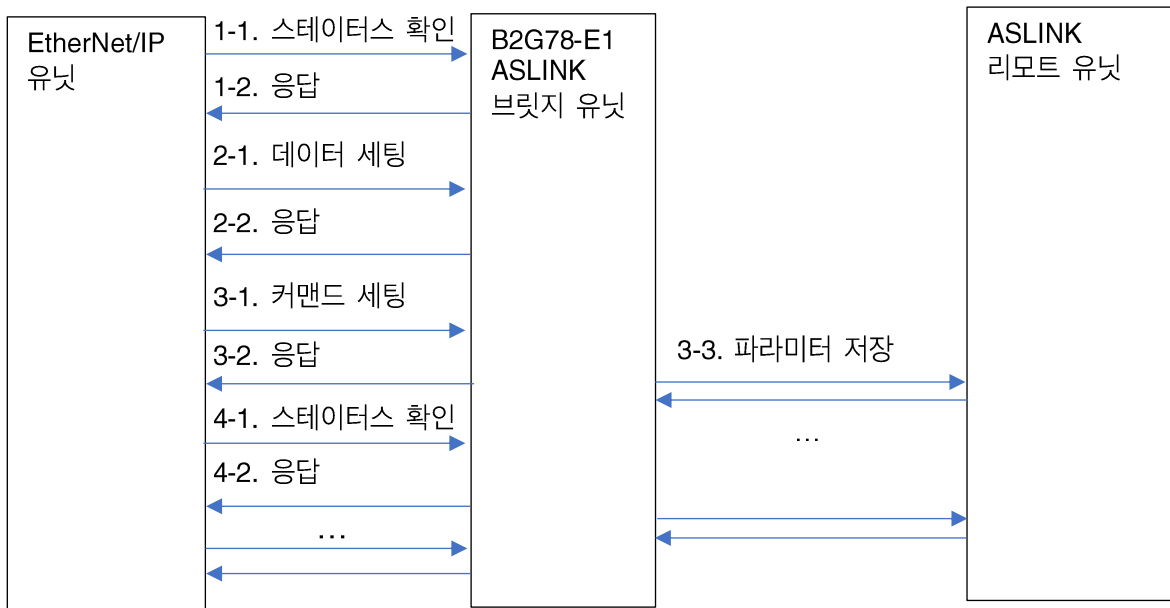 EtherNet/IP
유닛
1-1. 스테이터스 확인
1-2. 응답
2-1. 데이터 세팅
2-2. 응답
3-1. 커맨드 세팅
3-2. 응답
4-1. 스테이터스 확인
4-2. 응답
...
B2G78-E1
ASLINK
브릿지 유닛
3-3. 파라미터 저장
...
ASLINK
리모트 유닛